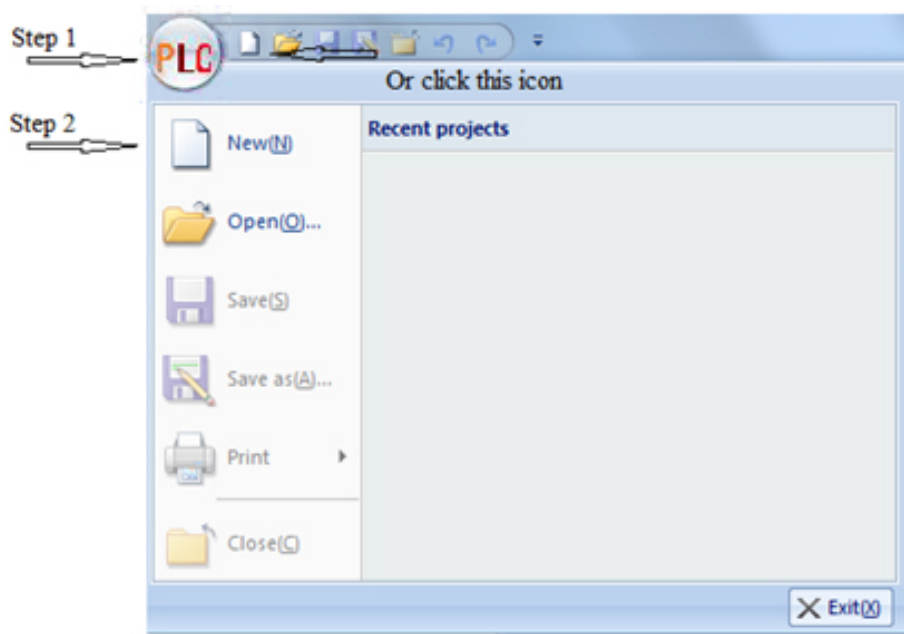 Step 1
PLC
Or click this icon
Step 2
New(N)
Recent projects
Open(O)...
Save(S)
Save as(A)...
Print
Close(C)
Exit(X)